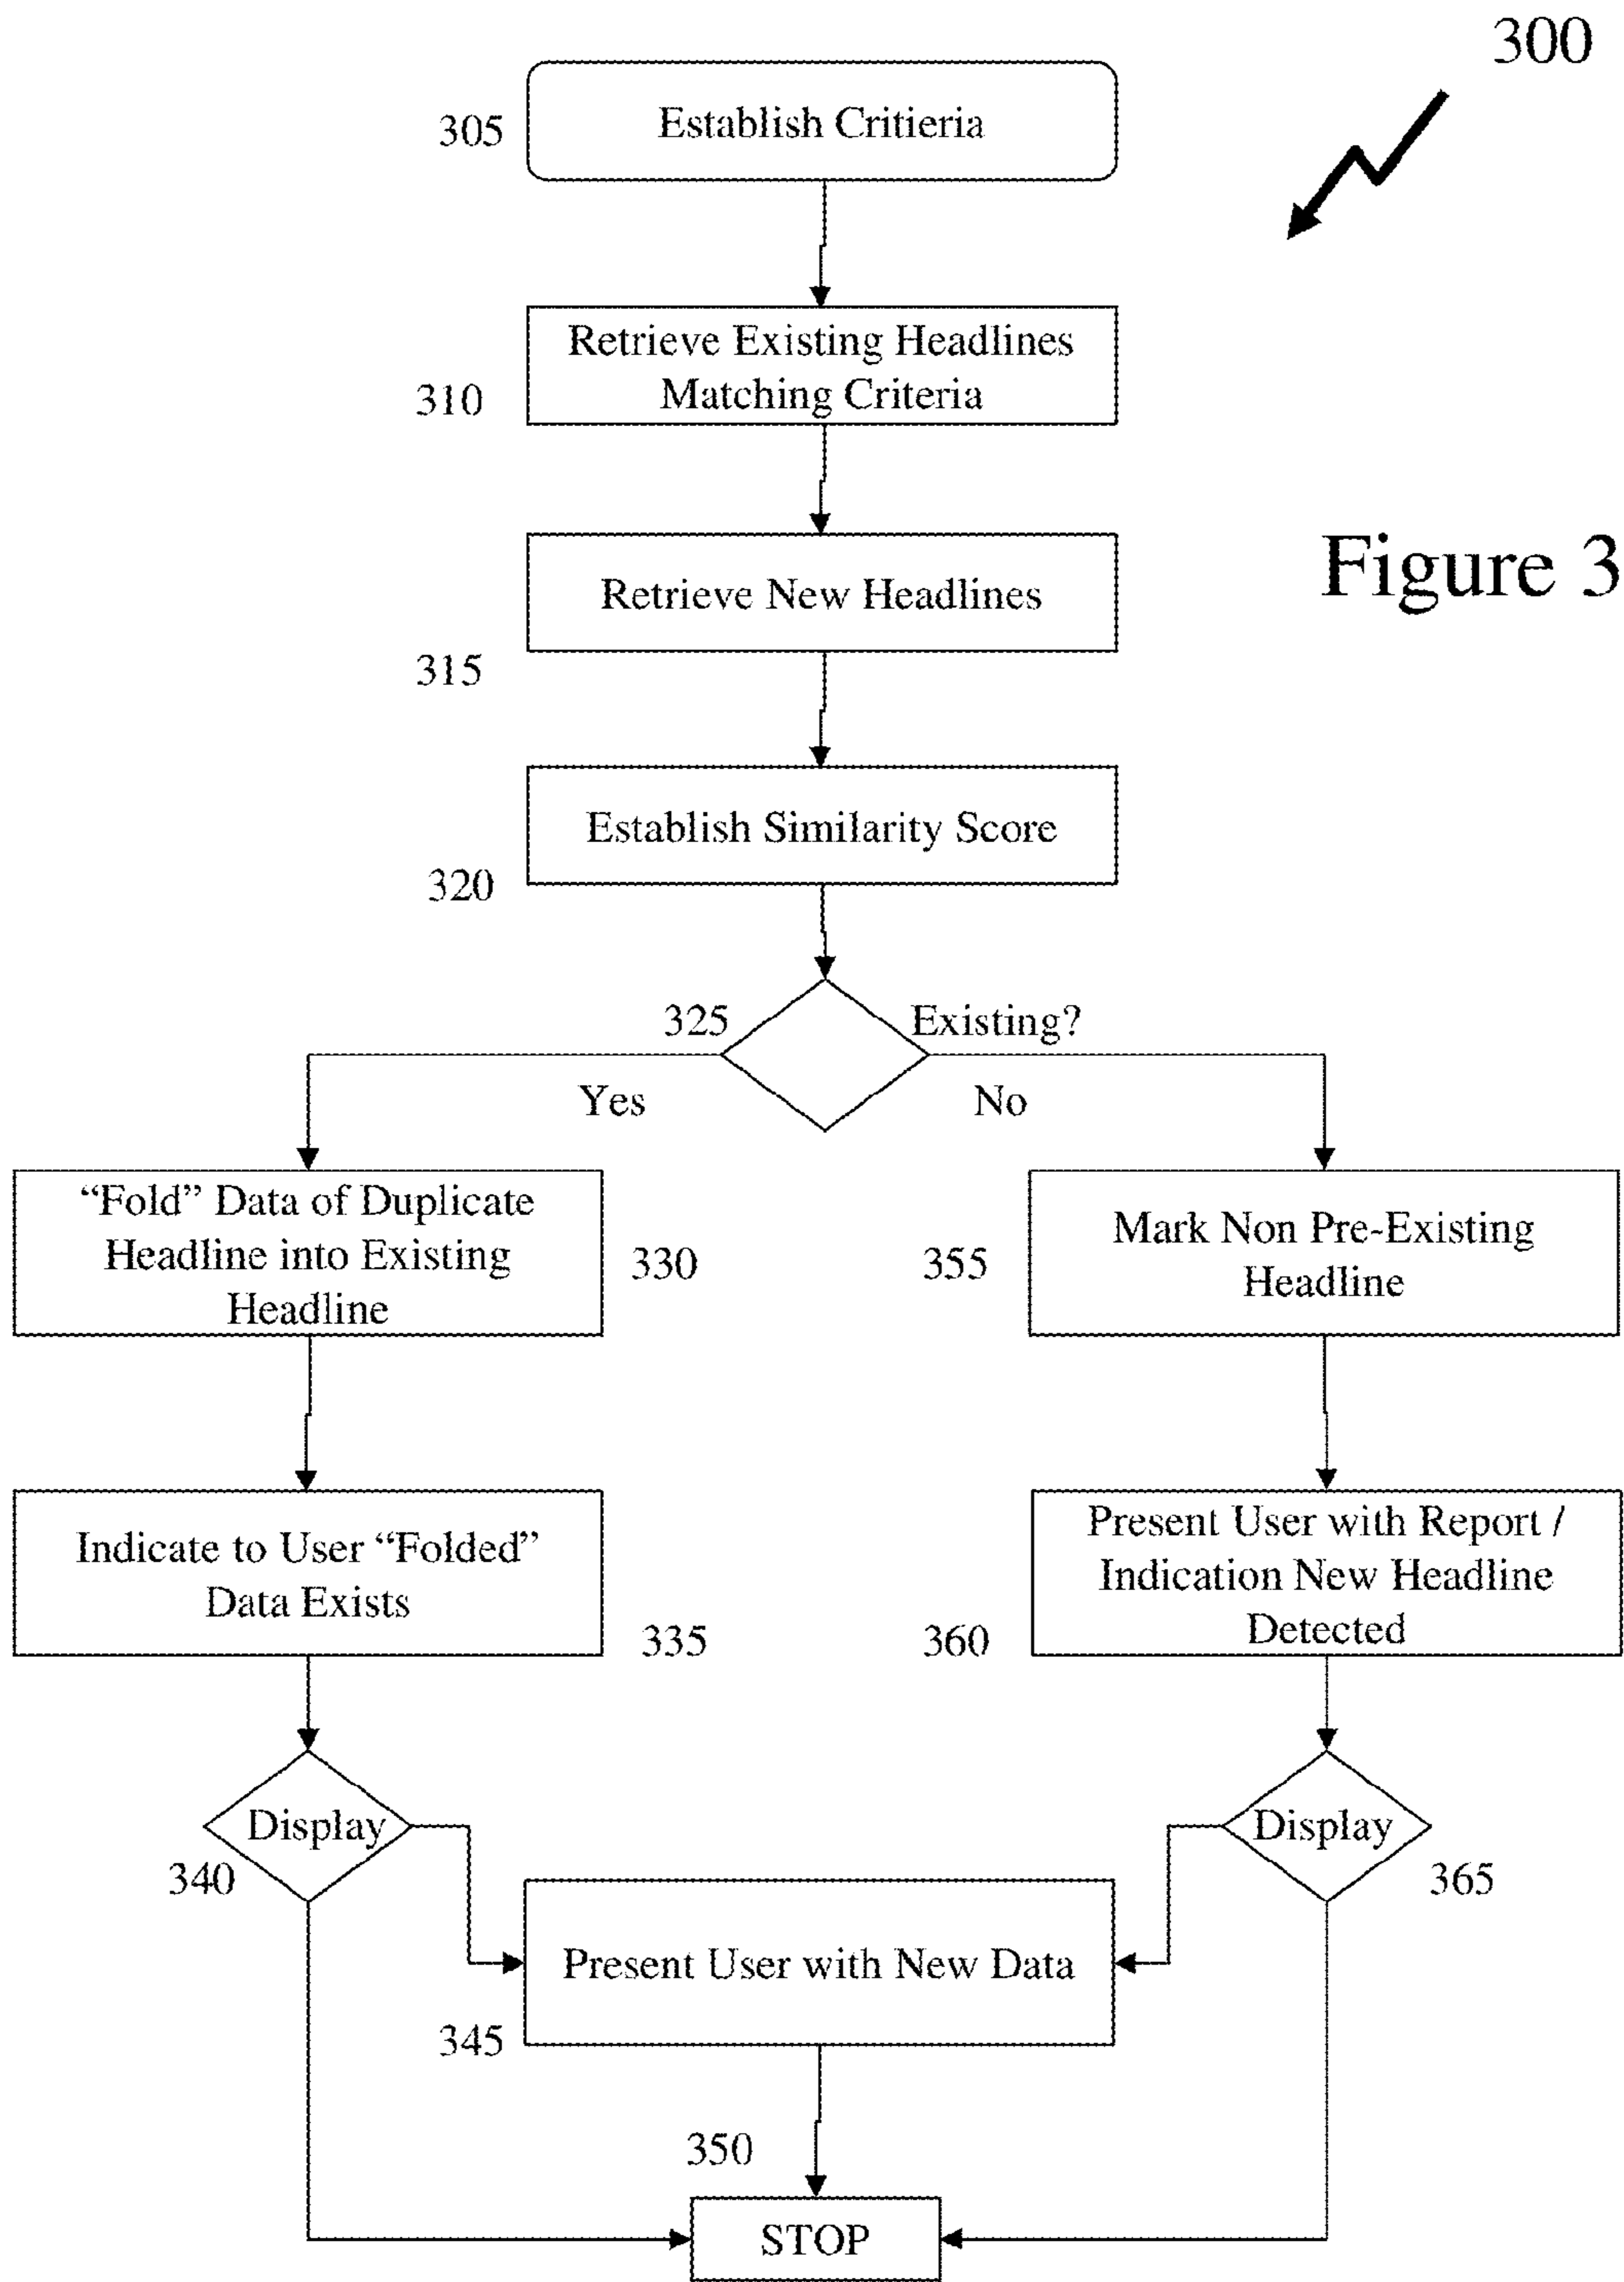 300
305
Establish Critieria
Retrieve Existing Headlines
Matching Criteria
310
Figure 3
Retrieve New Headlines
315
Establish Similarity Score
320
325
Existing?
Yes
No
“Fold” Data of Duplicate
Headline into Existing
Headline
330
355
Mark Non Pre-Existing
Headline
Indicate to User “Folded”
Data Exists
335
360
Present User with Report /
Indication New Headline
Detected
Display
340
Display
365
Present User with New Data
345
350
STOP